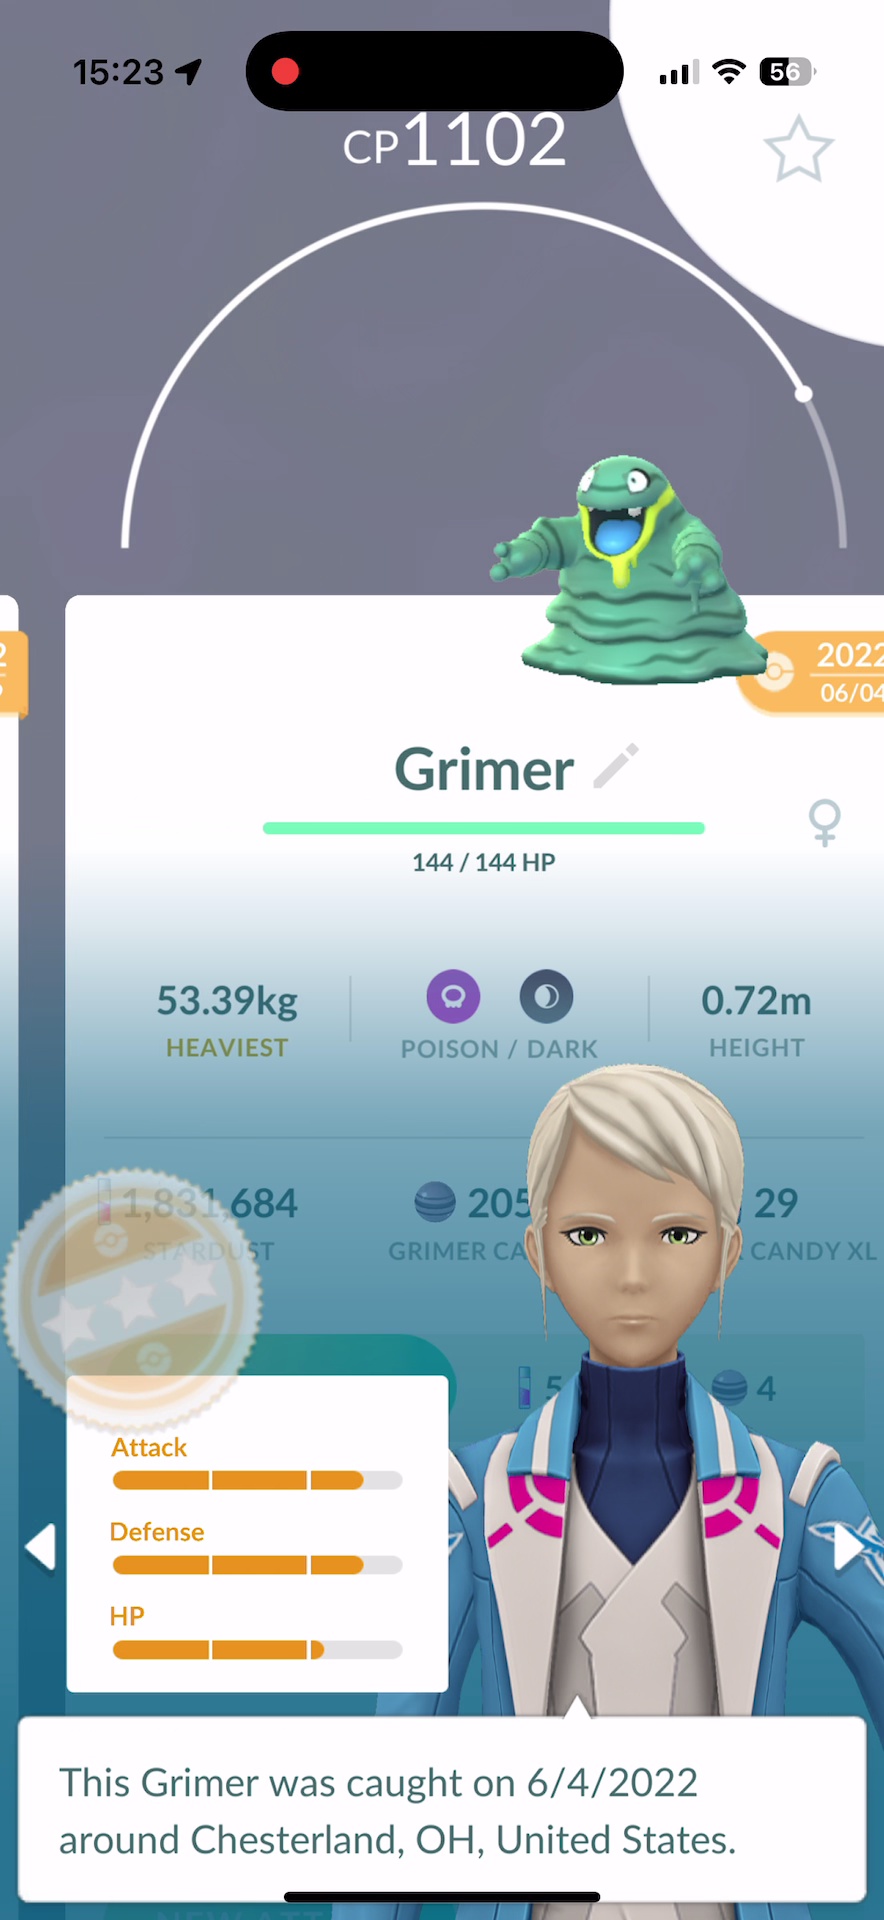 15:23
56
CP1102
2022
06/04
Grimer
144 / 144 HP
53.39kg
HEAVIEST
POISON / DARK
0.72m
HEIGHT
1,831,684
STARDUST
205
GRIMER CA
29
CANDY XL
5
4
Attack
Defense
HP
This Grimer was caught on 6/4/2022
around Chesterland, OH, United States.